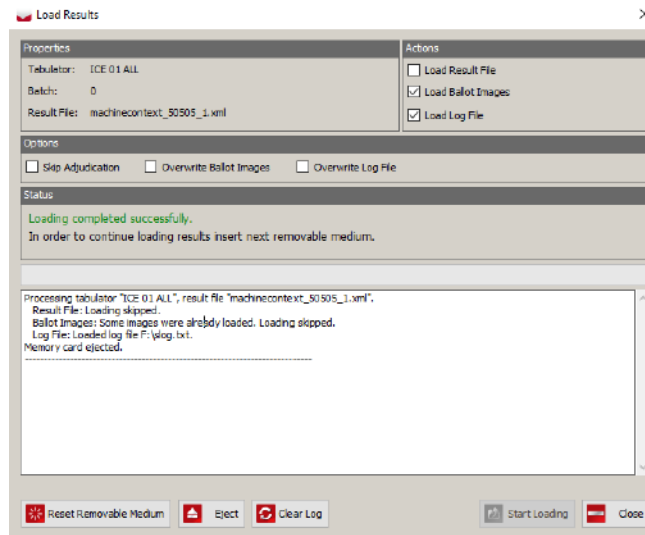 Load Results
Properties
Tabulator: ICE 01 ALL
Batch: 0
Result File: machinecontext_50505_1.xml
Actions
Load Result File
Load Ballot Images
Load Log File
Options
Skip Adjudication Overwrite Ballot Images Overwrite Log File
Status
Loading completed successfully.
In order to continue loading results insert next removable medium.
Processing tabulator "ICE 01 ALL", result file "machinecontext_50505_1.xml".
Result File: Loading skipped.
Ballot Images: Some images were already loaded. Loading skipped.
Log File: Loaded log file F:\slog.txt.
Memory card ejected.
--------------------------------------------------------------------------------
Reset Removable Medium Eject Clear Log Start Loading Close